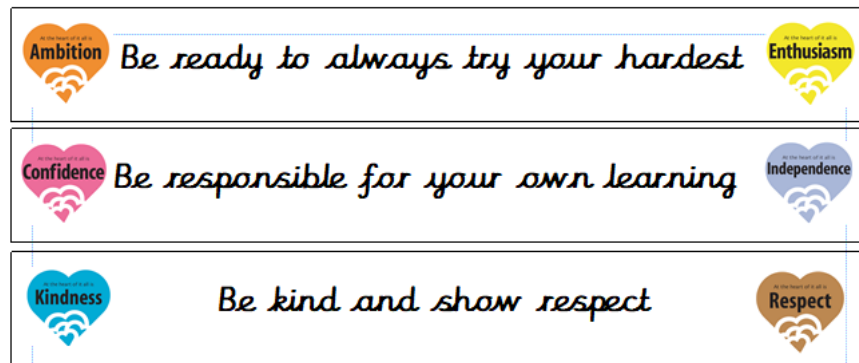 At the heart of it all is
Ambition
Be ready to always try your hardest
At the heart of it all is
Enthusiasm
At the heart of it all is
Confidence
Be responsible for your own learning
At the heart of it all is
Independence
At the heart of it all is
Kindness
Be kind and show respect
At the heart of it all is
Respect